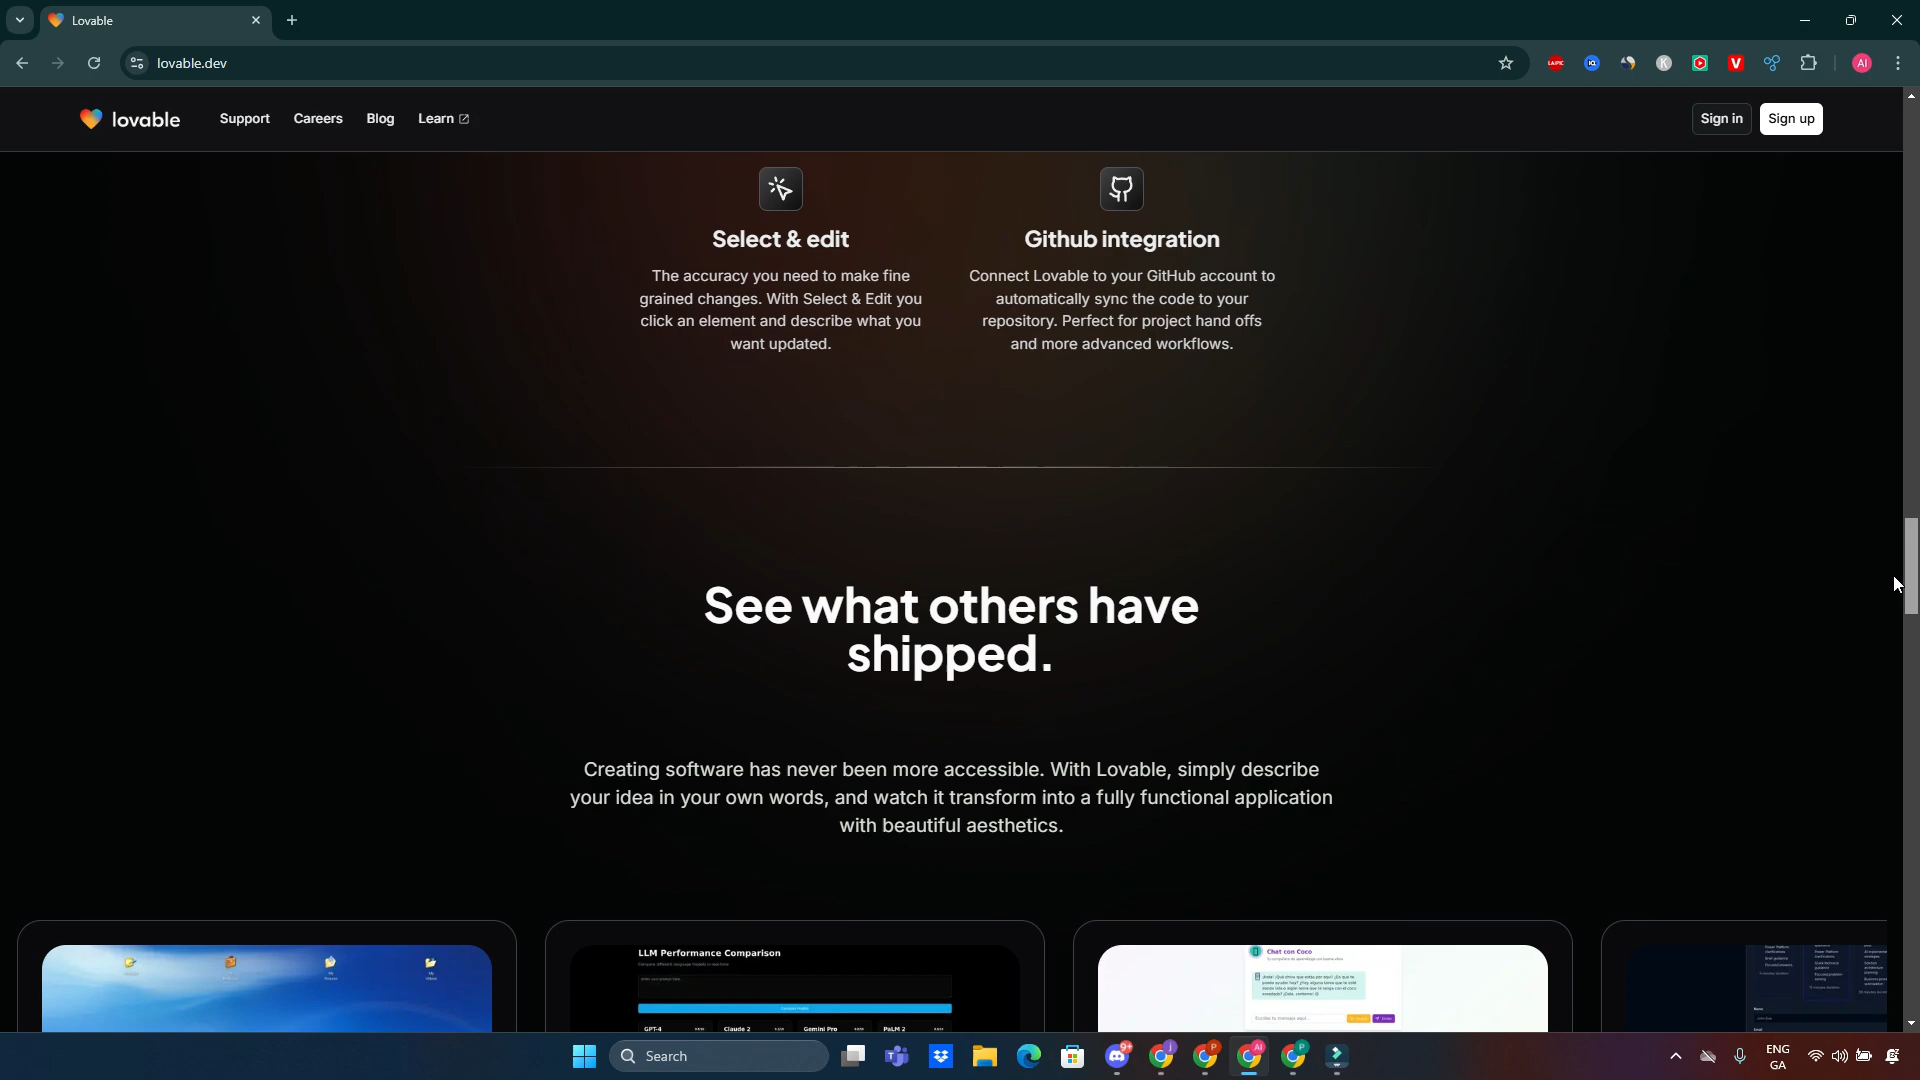 Lovable
lovable.dev
lovable
Support
Careers
Blog
Learn
Sign in
Sign up
Select & edit
The accuracy you need to make fine
grained changes. With Select & Edit you
click an element and describe what you
want updated.
Github integration
Connect Lovable to your GitHub account to
automatically sync the code to your
repository. Perfect for project hand offs
and more advanced workflows.
See what others have
shipped.
Creating software has never been more accessible. With Lovable, simply describe
your idea in your own words, and watch it transform into a fully functional application
with beautiful aesthetics.
LLM Performance Comparison
GPT-4
Claude 2
Gemini Pro
PaLM 2
Chat con Coco
Search
ENG
GA